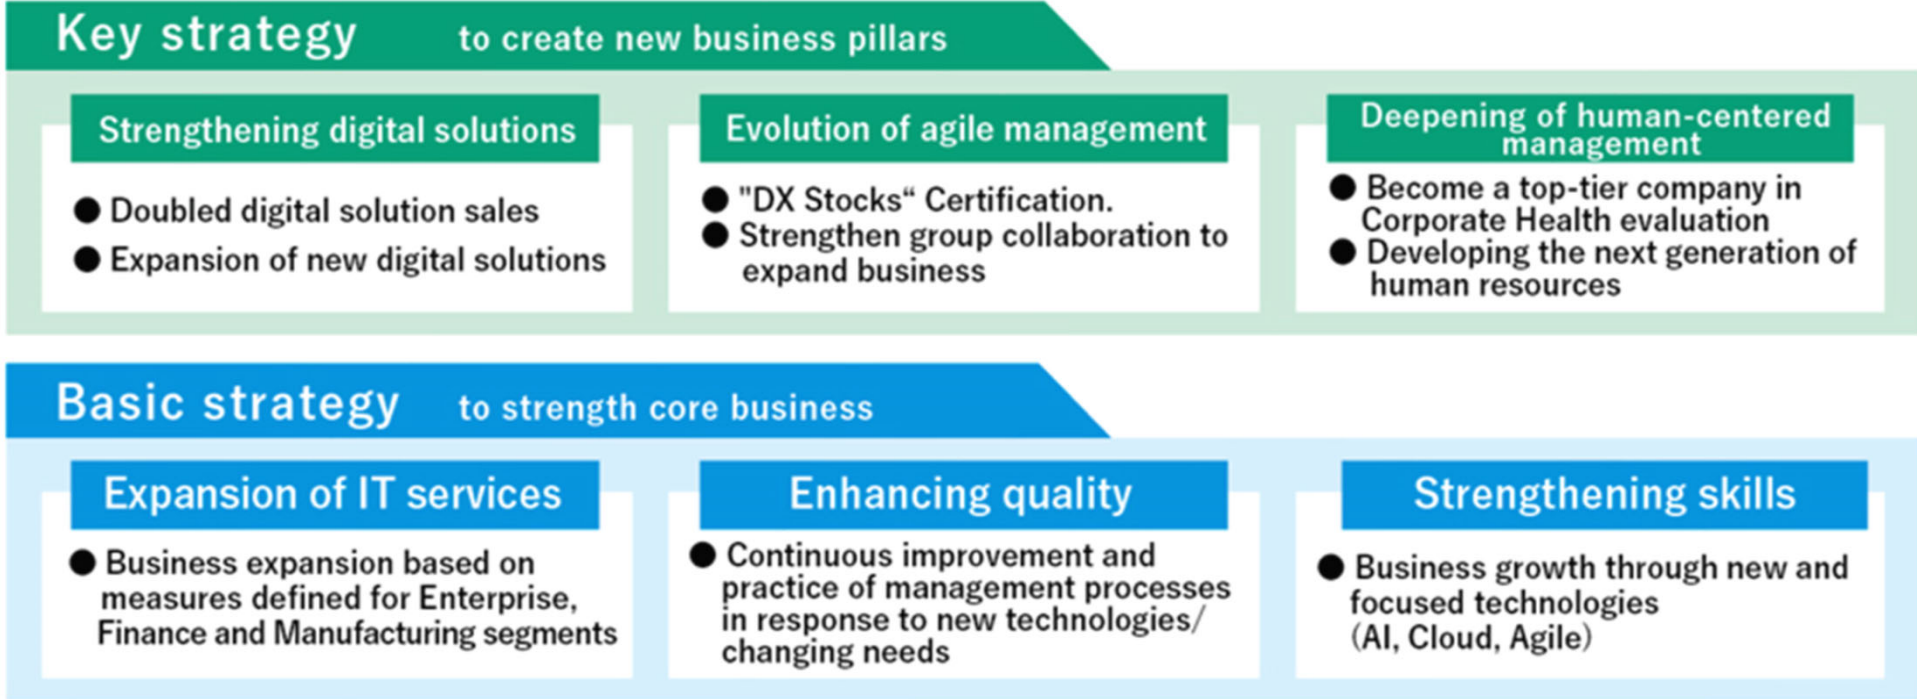 Key strategy to create new business pillars
Strengthening digital solutions
● Doubled digital solution sales
● Expansion of new digital solutions
Evolution of agile management
● "DX Stocks“ Certification.
● Strengthen group collaboration to
expand business
Deepening of human-centered
management
● Become a top-tier company in
Corporate Health evaluation
● Developing the next generation of
human resources
Basic strategy to strength core business
Expansion of IT services
● Business expansion based on
measures defined for Enterprise,
Finance and Manufacturing segments
Enhancing quality
● Continuous improvement and
practice of management processes
in response to new technologies/
changing needs
Strengthening skills
● Business growth through new and
focused technologies
(AI, Cloud, Agile)